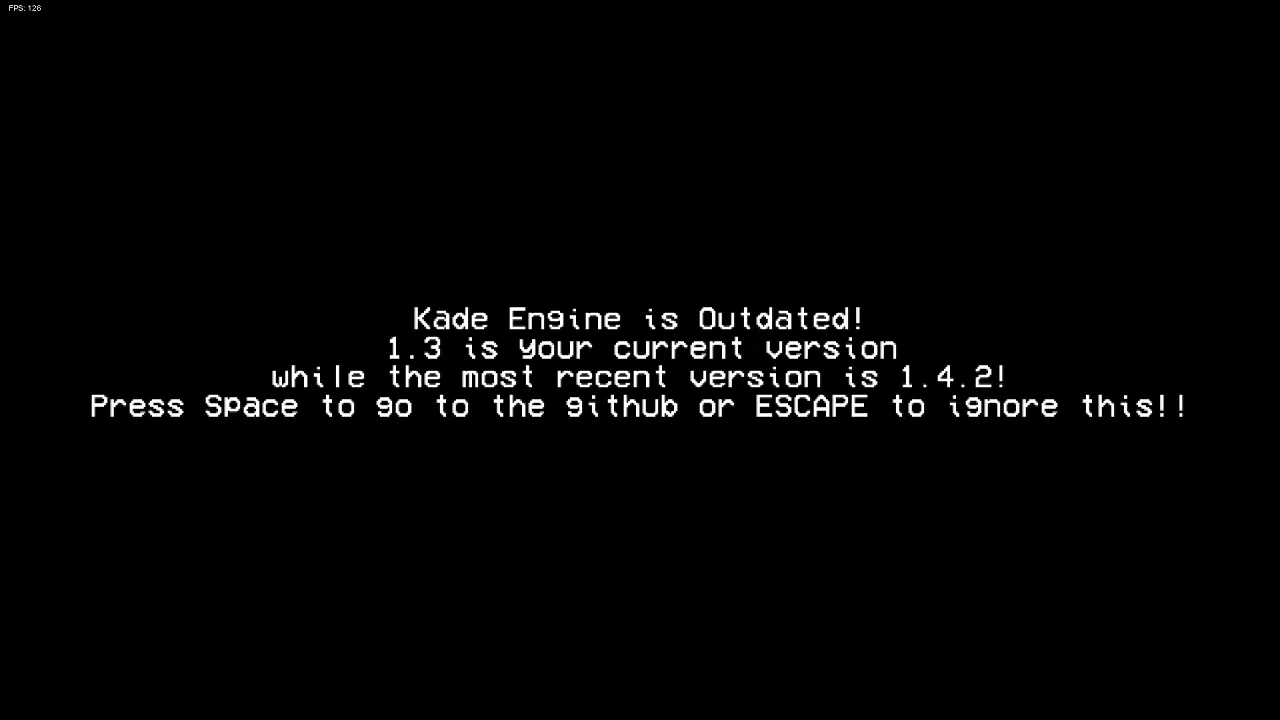 FPS: 126
Kade Engine is Outdated!
1.3 is your current version
while the most recent version is 1.4.2!
Press Space to go to the github or ESCAPE to ignore this!!